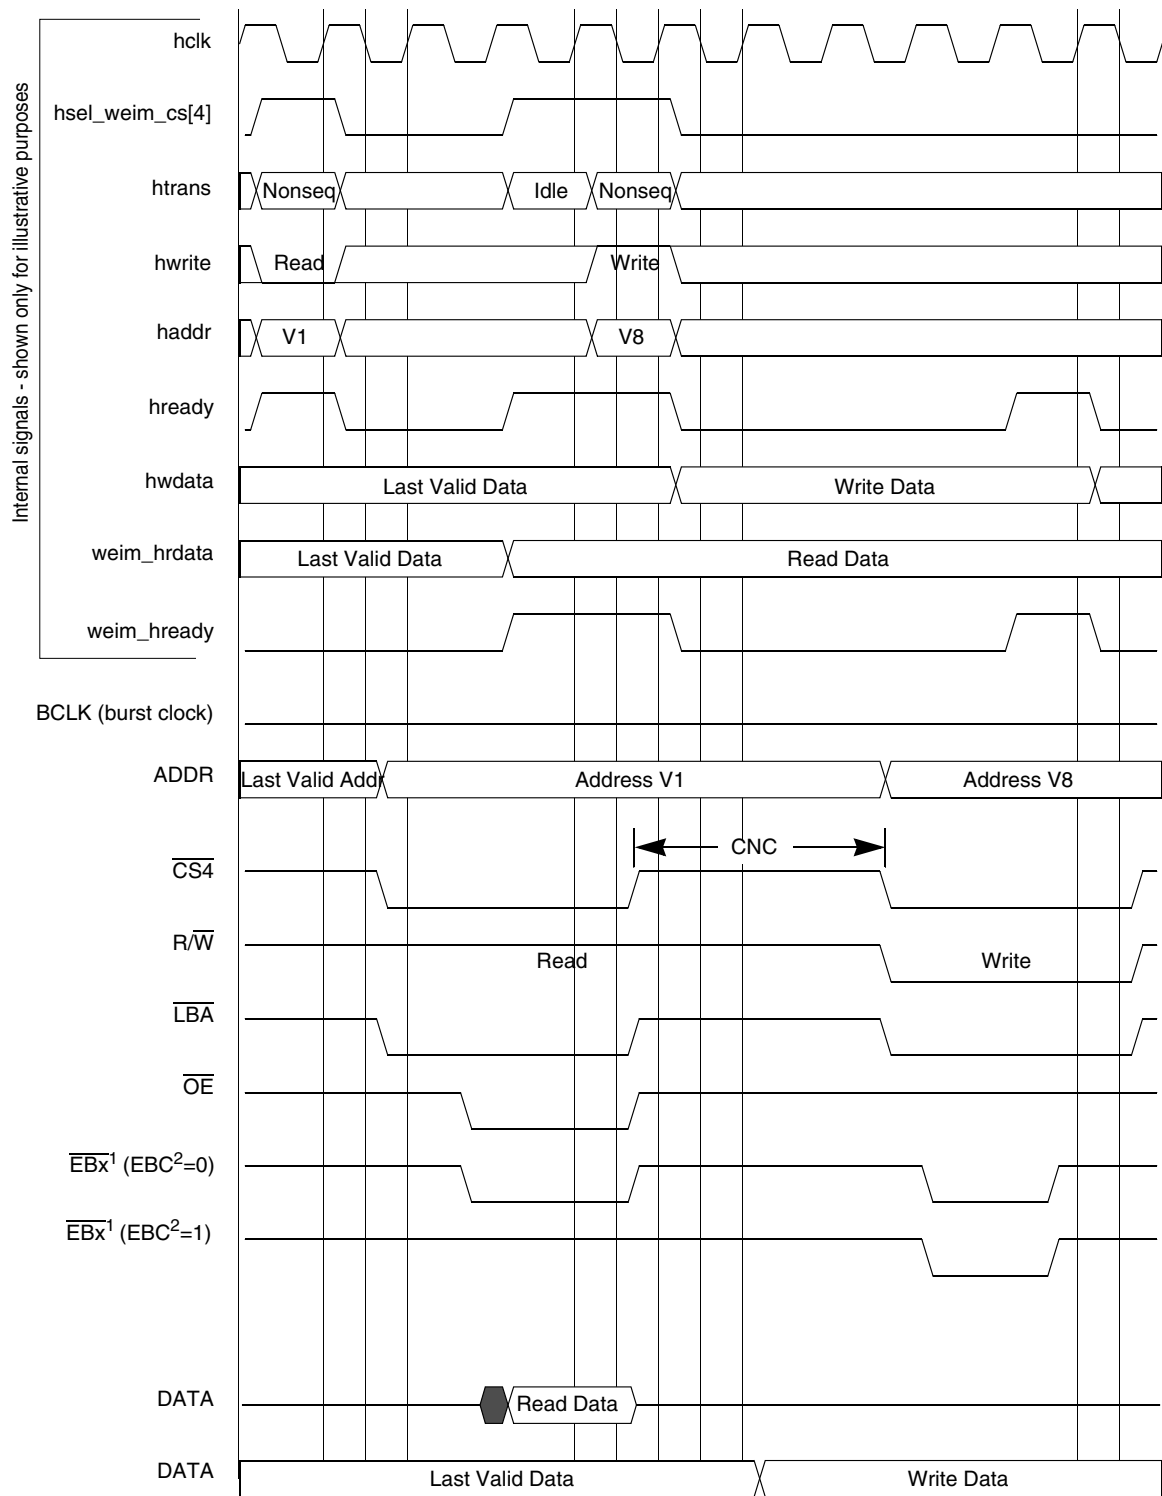 Internal signals - shown only for illustrative purposes
hclk
hsel_weim_cs[4]
htrans Nonseq Idle Nonseq
hwrite Read Write
haddr V1 V8
hready
hwdata Last Valid Data Write Data
weim_hrdata Last Valid Data Read Data
weim_hready
BCLK (burst clock)
ADDR Last Valid Addr Address V1 Address V8
CNC
CS4
R/W Read Write
LBA
OE
EBx1 (EBC2=0)
EBx1 (EBC2=1)
DATA Read Data
DATA Last Valid Data Write Data